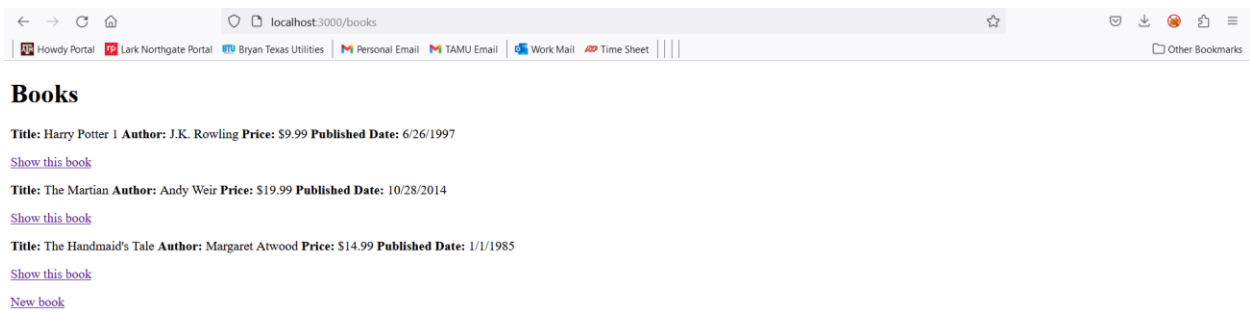 localhost:3000/books
Howdy Portal rp Lark Northgate Portal BTU Bryan Texas Utilities Personal Email TAMU Email Work Mail ADP Time Sheet Other Bookmarks
Books
Title: Harry Potter 1 Author: J.K. Rowling Price: $9.99 Published Date: 6/26/1997
Show this book
Title: The Martian Author: Andy Weir Price: $19.99 Published Date: 10/28/2014
Show this book
Title: The Handmaid's Tale Author: Margaret Atwood Price: $14.99 Published Date: 1/1/1985
Show this book
New book